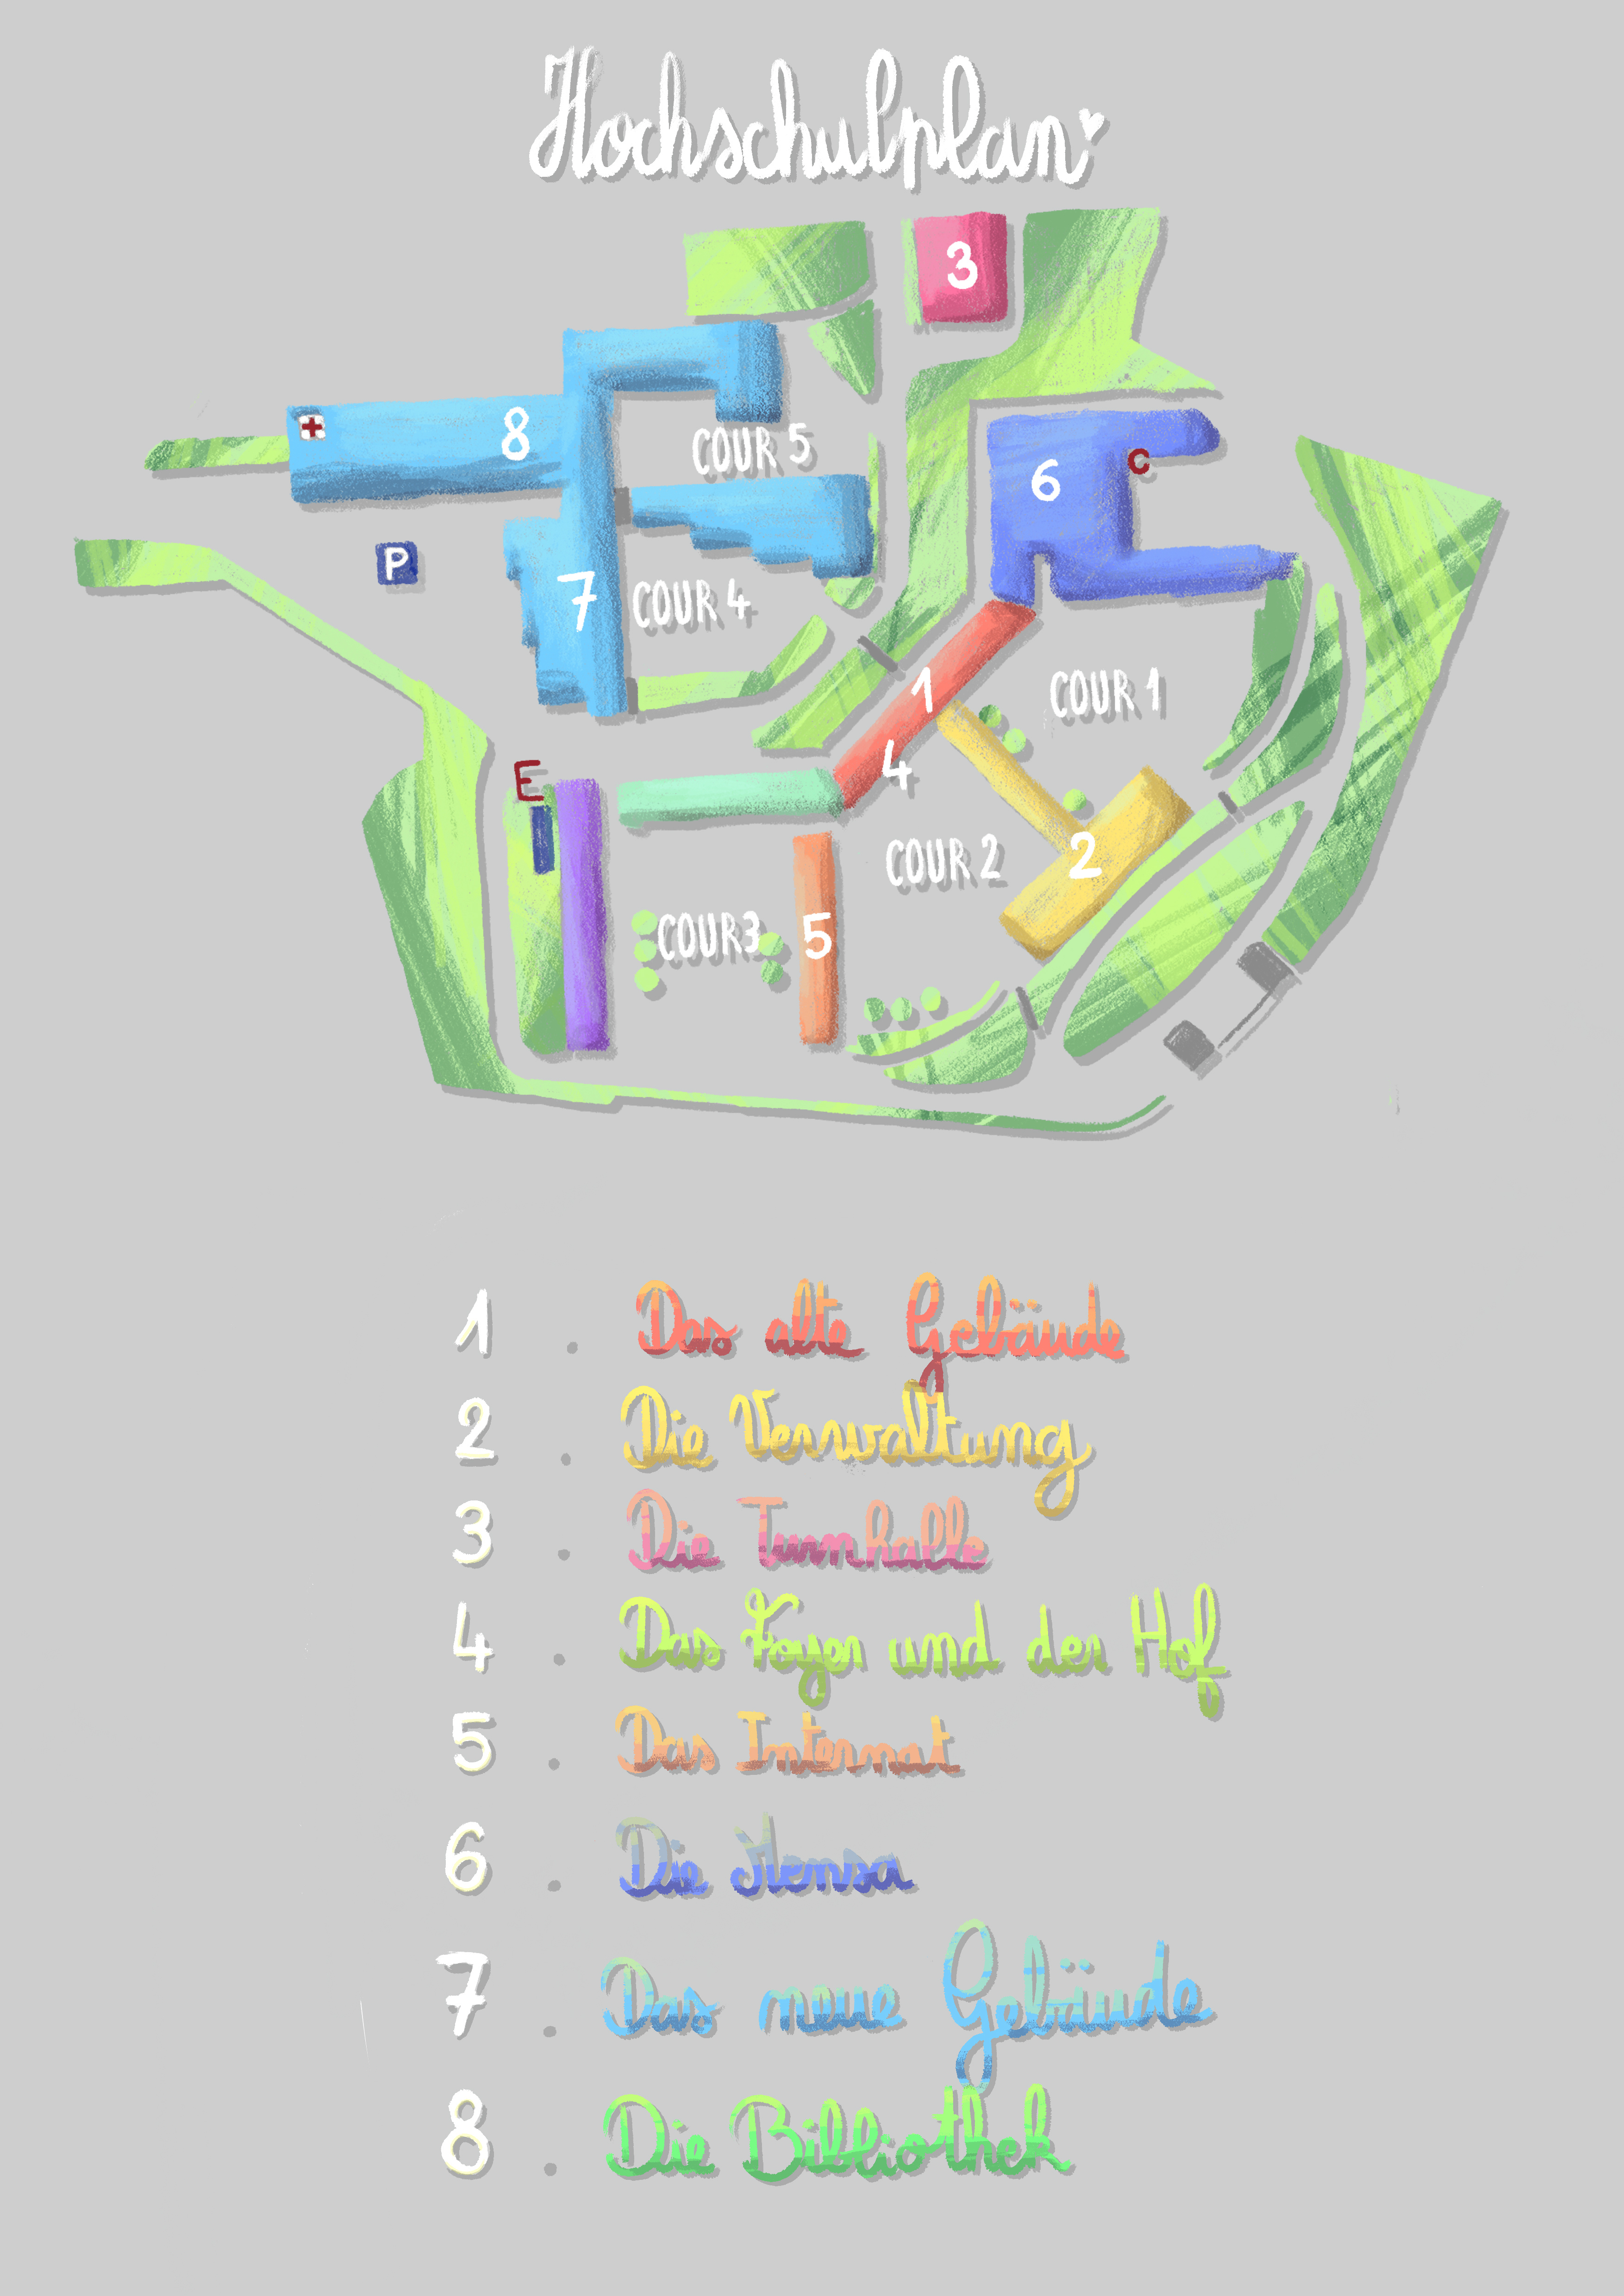 Hochschulplan
3
8
COUR 5
6
C
P
7
COUR 4
1
COUR 1
4
E
COUR 2
2
COUR3
5
1 . Das alte Gebäude
2 . Die Verwaltung
3 . Die Turnhalle
4 . Das Foyer und der Hof
5 . Das Internat
6 . Die Mensa
7 . Das neue Gebäude
8 . Die Bibliothek